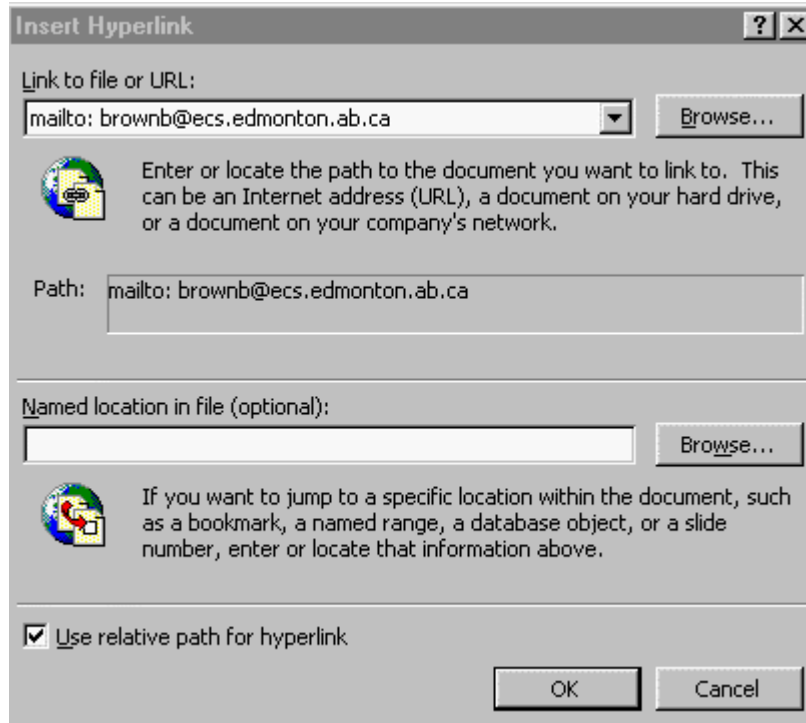 Insert Hyperlink
Link to file or URL:
mailto: brownb@ecs.edmonton.ab.ca
Browse...
Enter or locate the path to the document you want to link to. This
can be an Internet address (URL), a document on your hard drive,
or a document on your company's network.
Path: mailto: brownb@ecs.edmonton.ab.ca
Named location in file (optional):
Browse...
If you want to jump to a specific location within the document, such
as a bookmark, a named range, a database object, or a slide
number, enter or locate that information above.
Use relative path for hyperlink
OK Cancel